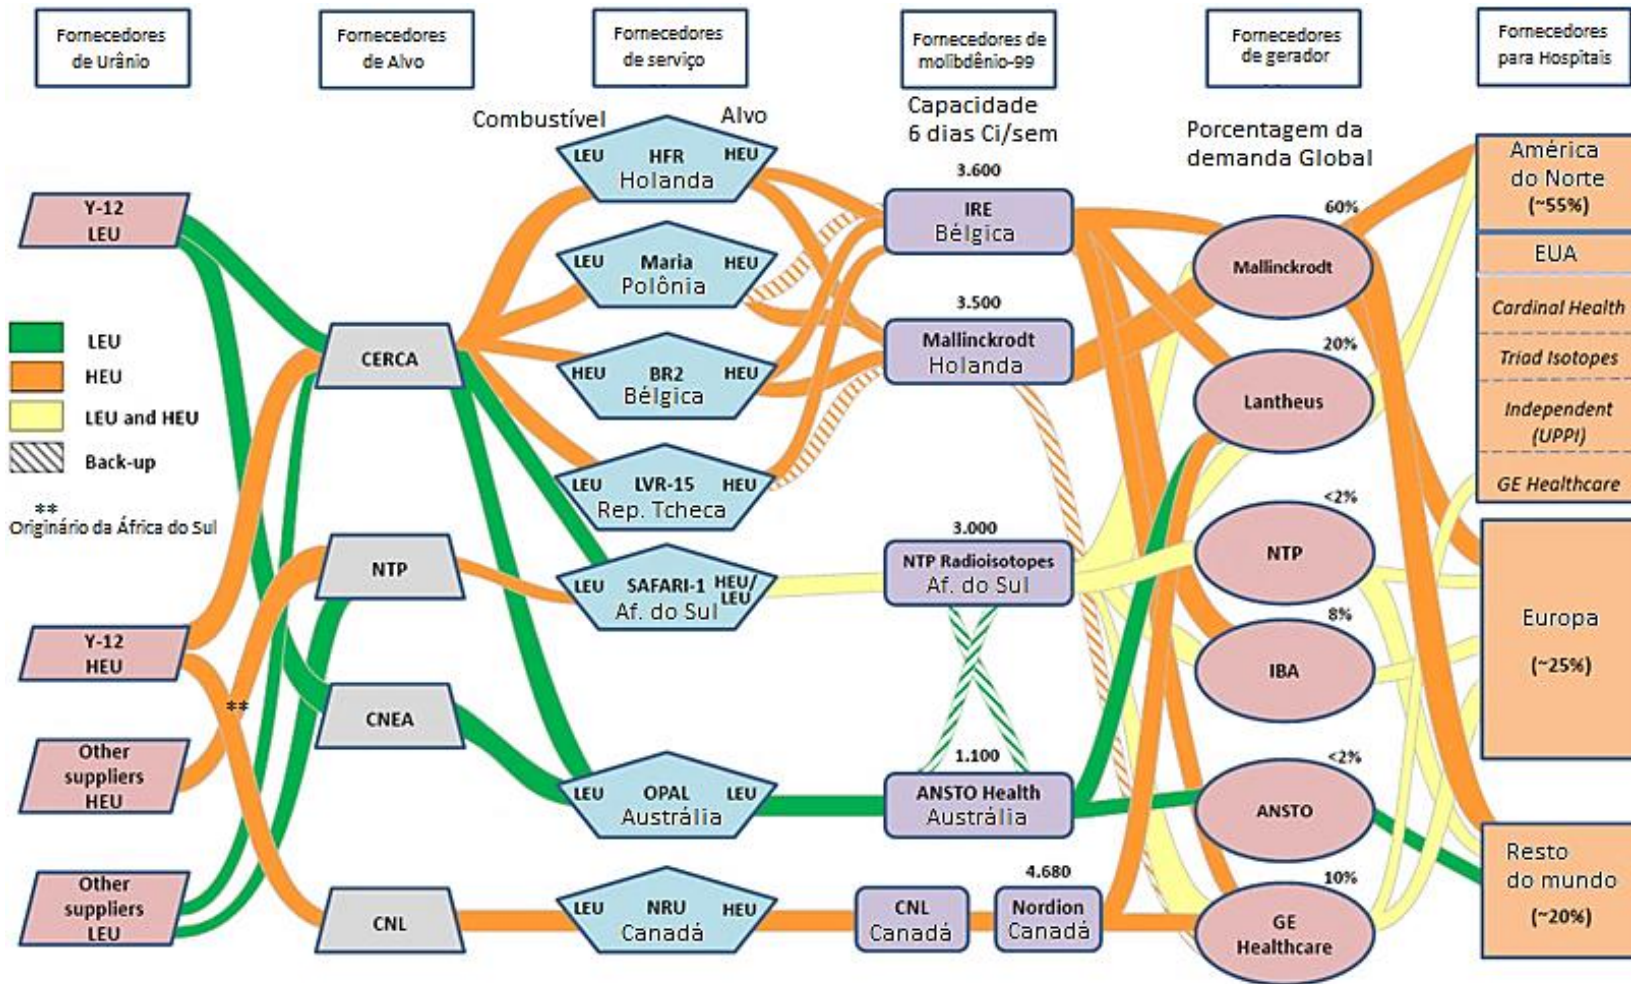 Fornecedores
de Urânio
Fornecedores
de Alvo
Fornecedores
de serviço
Fornecedores de
molibdênio-99
Fornecedores
de gerador
Fornecedores
para Hospitais
Combustível
Alvo
Capacidade
6 dias Ci/sem
Porcentagem da
demanda Global
Y-12
LEU
LEU
HEU
LEU and HEU
Back-up
**
Originário da África do Sul
Y-12
HEU
**
Other
suppliers
HEU
Other
suppliers
LEU
CERCA
NTP
CNEA
CNL
LEU HFR HEU
Holanda
LEU Maria HEU
Polônia
HEU BR2 HEU
Bélgica
LEU LVR-15 HEU
Rep. Tcheca
LEU SAFARI-1 HEU/
LEU
Af. do Sul
LEU OPAL LEU
Austrália
LEU NRU HEU
Canadá
3.600
IRE
Bélgica
3.500
Mallinckrodt
Holanda
3.000
NTP Radioisotopes
Af. do Sul
1.100
ANSTO Health
Austrália
CNL
Canadá
4.680
Nordion
Canadá
60%
Mallinckrodt
20%
Lantheus
<2%
NTP
8%
IBA
<2%
ANSTO
10%
GE
Healthcare
América
do Norte
(~55%)
EUA
Cardinal Health
Triad Isotopes
Independent
(UPPI)
GE Healthcare
Europa
(~25%)
Resto
do mundo
(~20%)